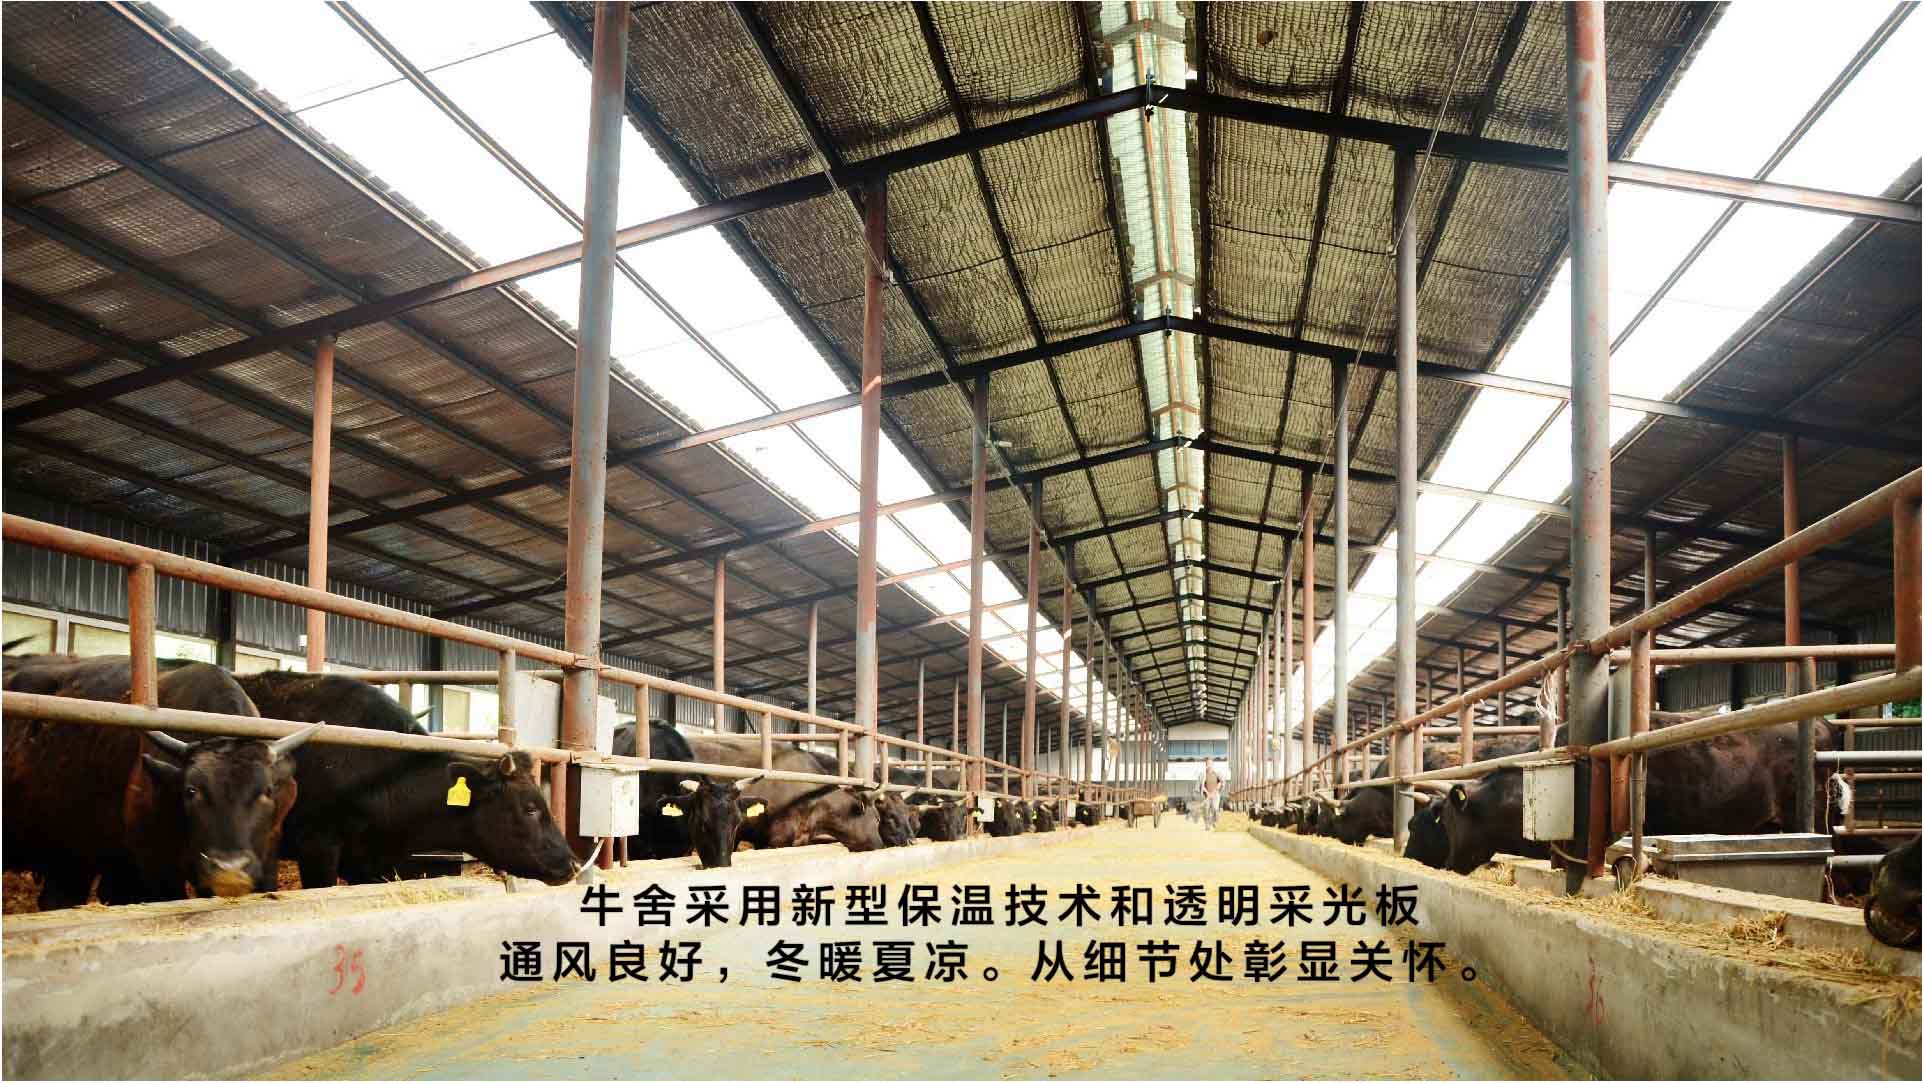 牛舍采用新型保温技术和透明采光板
通风良好，冬暖夏凉。从细节处彰显关怀。
35